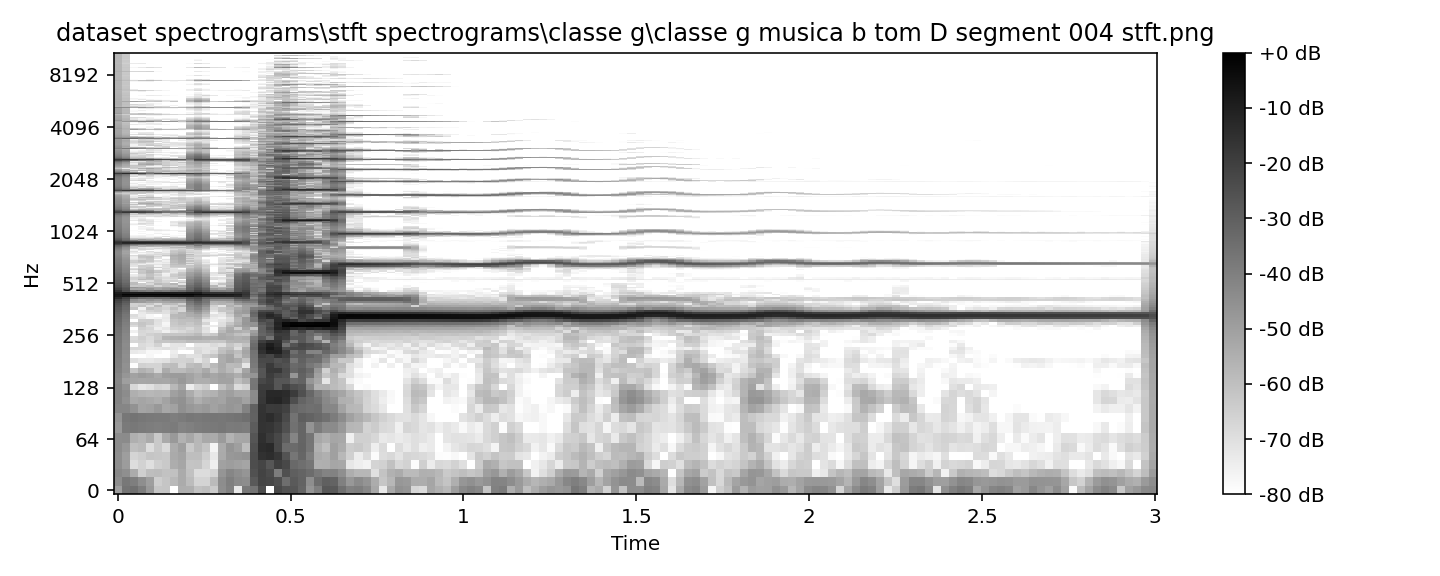 dataset spectrograms\stft spectrograms\classe g\classe g musica b tom D segment 004 stft.png
8192
4096
2048
1024
512
256
128
64
0
Hz
0
0.5
1
1.5
2
2.5
3
Time
+0 dB
-10 dB
-20 dB
-30 dB
-40 dB
-50 dB
-60 dB
-70 dB
-80 dB